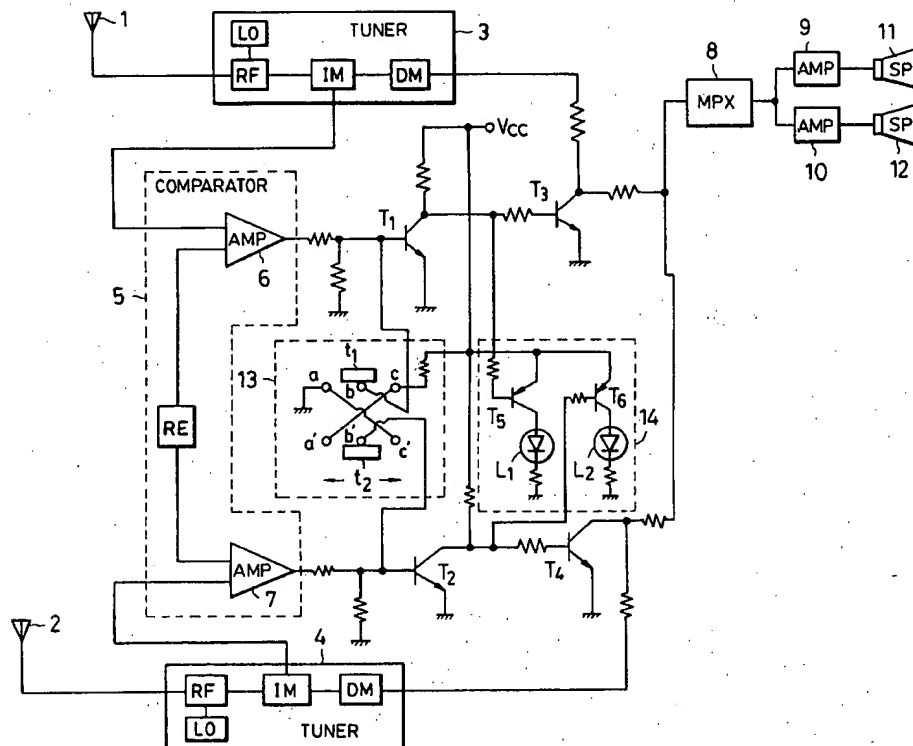 1
LO
TUNER
3
RF
IM
DM
9
AMP
11
SP
8
MPX
AMP
10
SP
12
VCC
COMPARATOR
T1
T3
AMP
6
5
13
t1
a
b
c
a'
b'
c'
t2
RE
T5
T6
14
L1
L2
AMP
7
T2
T4
2
4
RF
IM
DM
LO
TUNER